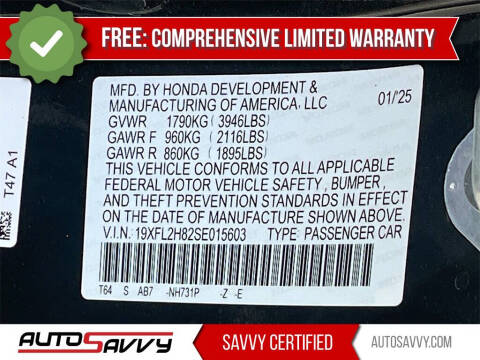 FREE: COMPREHENSIVE LIMITED WARRANTY
MFD. BY HONDA DEVELOPMENT &
MANUFACTURING OF AMERICA, LLC 01/'25
GVWR 1790KG (3946LBS)
GAWR F 960KG (2116LBS)
GAWR R 860KG (1895LBS)
THIS VEHICLE CONFORMS TO ALL APPLICABLE
FEDERAL MOTOR VEHICLE SAFETY, BUMPER,
AND THEFT PREVENTION STANDARDS IN EFFECT
ON THE DATE OF MANUFACTURE SHOWN ABOVE.
V.I.N.: 19XFL2H82SE015603 TYPE: PASSENGER CAR
T64 S AB7 -NH731P -Z -E
T47 A1
AUTOSAVVY
SAVVY CERTIFIED
AUTOSAVVY.COM